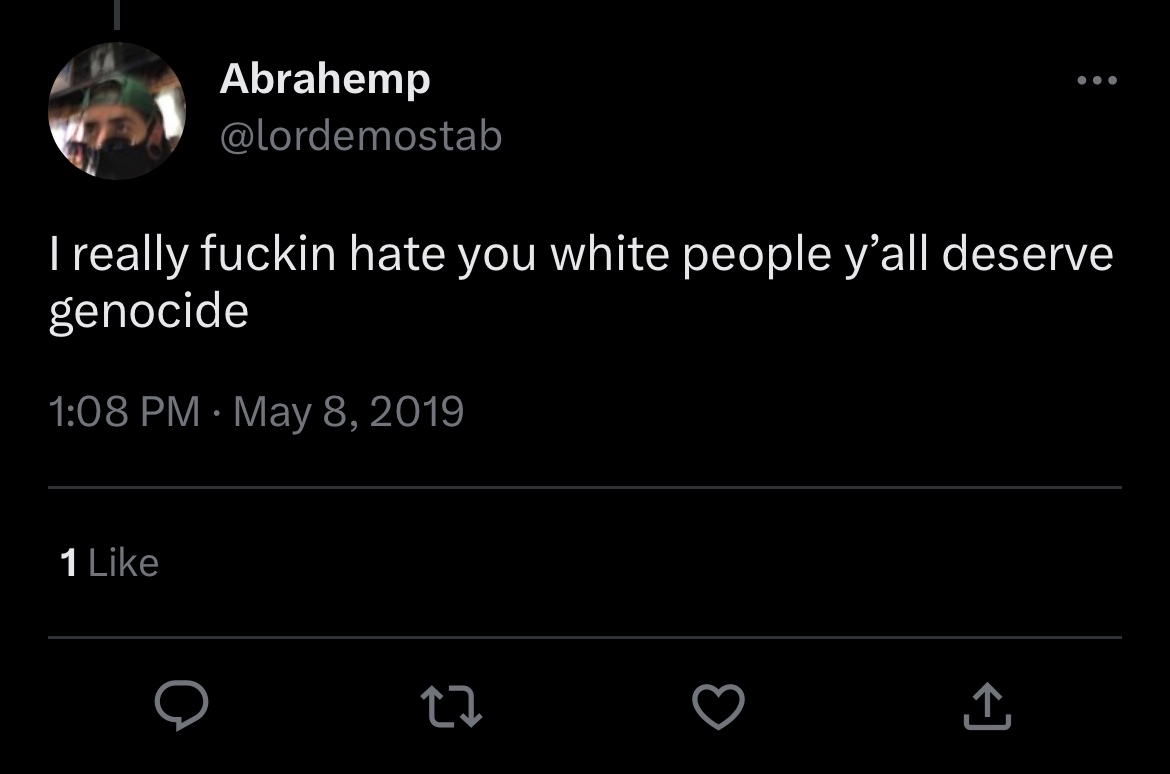 Abrahemp
@lordemostab
I really fuckin hate you white people y’all deserve
genocide
1:08 PM · May 8, 2019
1 Like